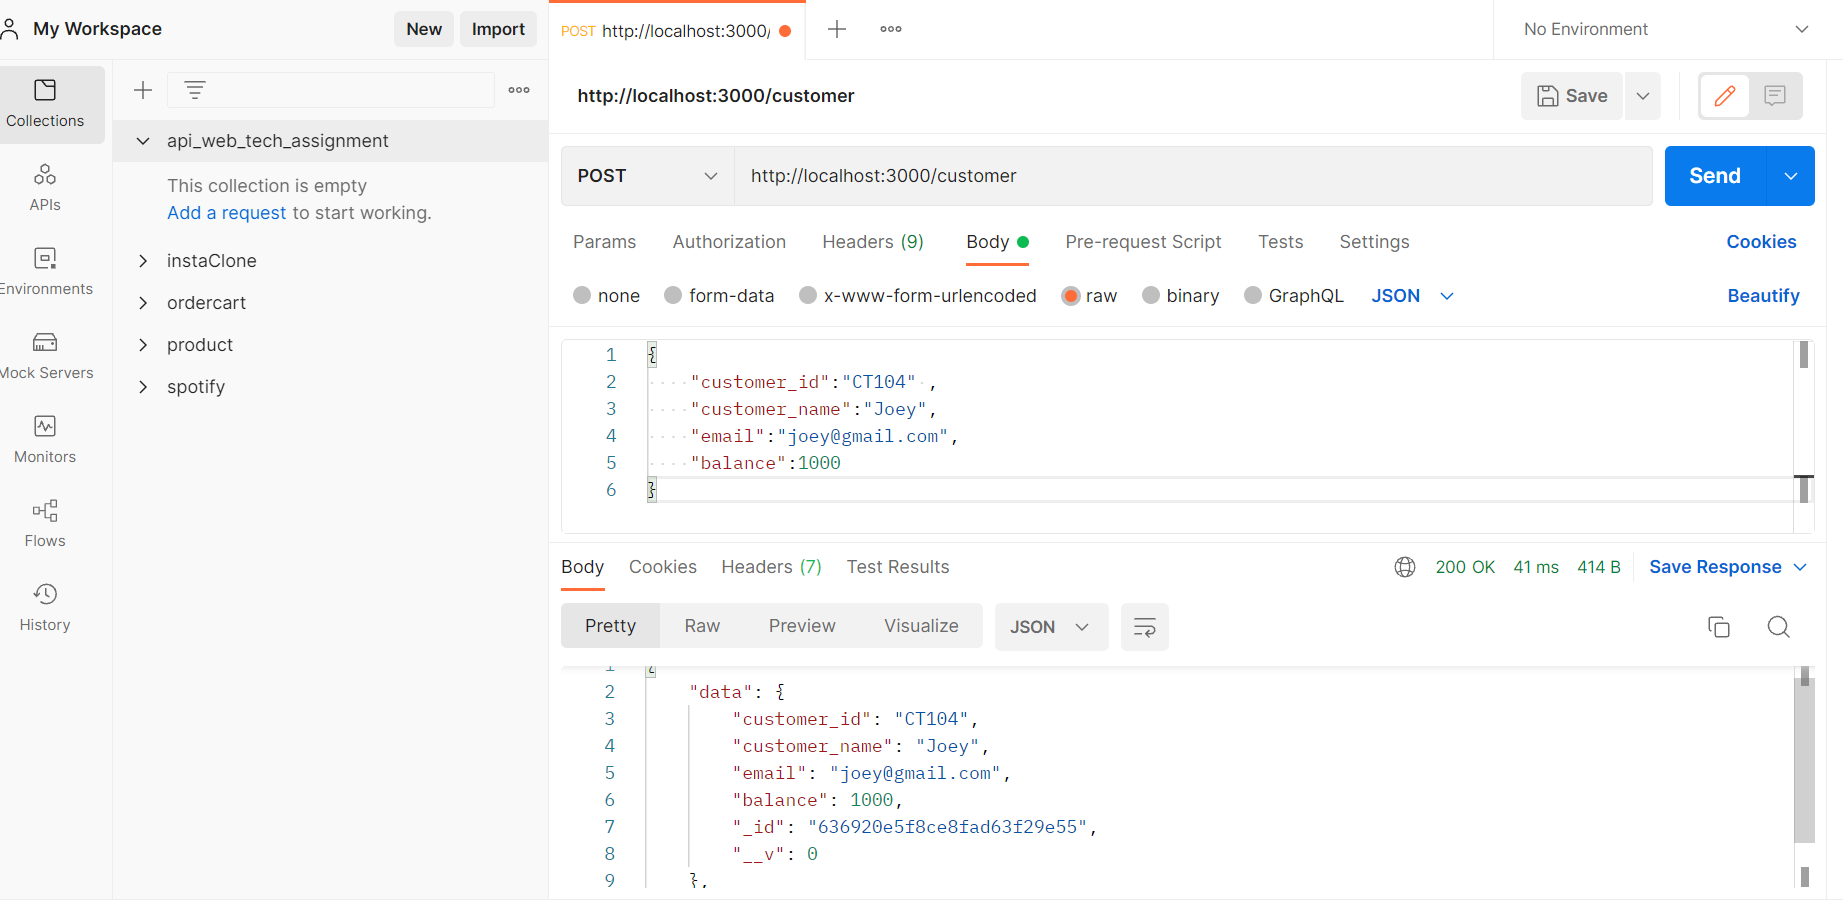 My Workspace
New
Import
POST http://localhost:3000/
No Environment
Collections
APIs
Environments
Mock Servers
Monitors
Flows
History
api_web_tech_assignment
This collection is empty
Add a request to start working.
instaClone
ordercart
product
spotify
http://localhost:3000/customer
Save
POST
http://localhost:3000/customer
Send
Params Authorization Headers (9) Body Pre-request Script Tests Settings Cookies
none form-data x-www-form-urlencoded raw binary GraphQL JSON Beautify
1 {
2 "customer_id":"CT104" ,
3 "customer_name":"Joey",
4 "email":"joey@gmail.com",
5 "balance":1000
6 }
Body Cookies Headers (7) Test Results 200 OK 41 ms 414 B Save Response
Pretty Raw Preview Visualize JSON
1 {
2 "data": {
3 "customer_id": "CT104",
4 "customer_name": "Joey",
5 "email": "joey@gmail.com",
6 "balance": 1000,
7 "_id": "636920e5f8ce8fad63f29e55",
8 "__v": 0
9 },